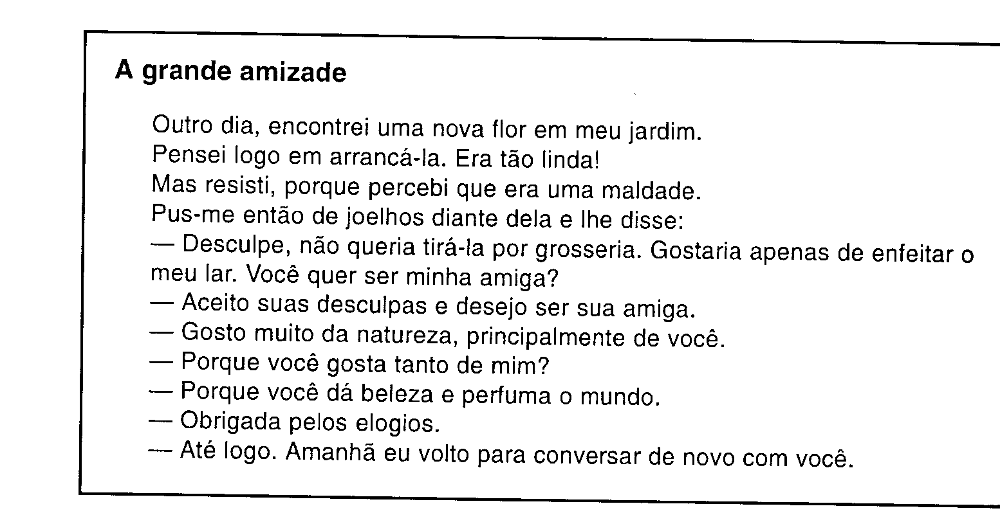 A grande amizade
Outro dia, encontrei uma nova flor em meu jardim.
Pensei logo em arrancá-la. Era tão linda!
Mas resisti, porque percebi que era uma maldade.
Pus-me então de joelhos diante dela e lhe disse:
— Desculpe, não queria tirá-la por grosseria. Gostaria apenas de enfeitar o
meu lar. Você quer ser minha amiga?
— Aceito suas desculpas e desejo ser sua amiga.
— Gosto muito da natureza, principalmente de você.
— Porque você gosta tanto de mim?
— Porque você dá beleza e perfuma o mundo.
— Obrigada pelos elogios.
— Até logo. Amanhã eu volto para conversar de novo com você.